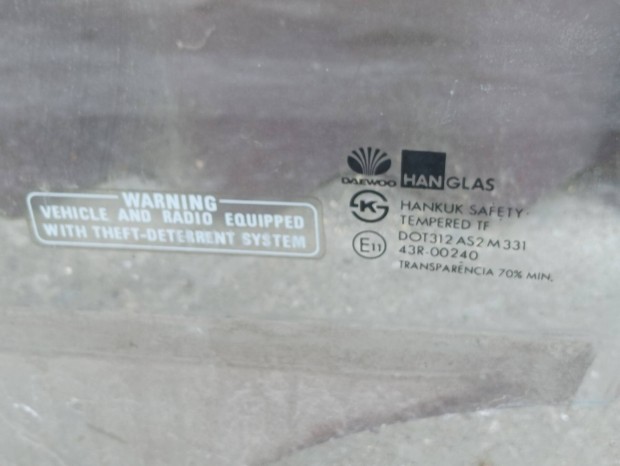 WARNING
VEHICLE AND RADIO EQUIPPED
WITH THEFT-DETERRENT SYSTEM
DAEWOO HANGLAS
K HANKUK SAFETY
TEMPERED TF
E11 DOT312 AS2 M331
43R-00240
TRANSPARÊNCIA 70% MIN.